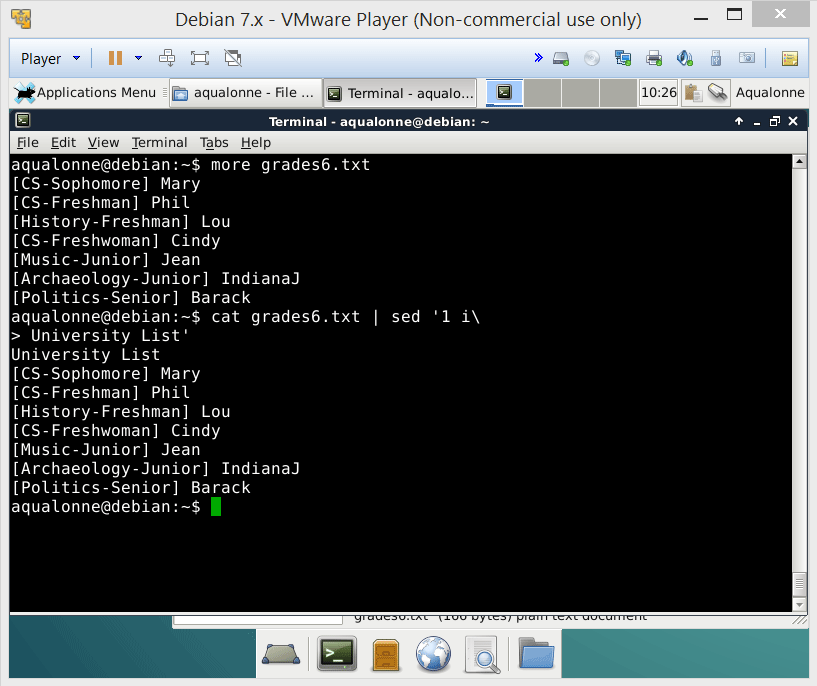 Debian 7.x - VMware Player (Non-commercial use only)
Player
Applications Menu
aqualonne - File ...
Terminal - aqualo...
10:26
Aqualonne
Terminal - aqualonne@debian: ~
File Edit View Terminal Tabs Help
aqualonne@debian:~$ more grades6.txt
[CS-Sophomore] Mary
[CS-Freshman] Phil
[History-Freshman] Lou
[CS-Freshwoman] Cindy
[Music-Junior] Jean
[Archaeology-Junior] IndianaJ
[Politics-Senior] Barack
aqualonne@debian:~$ cat grades6.txt | sed '1 i\
> University List'
University List
[CS-Sophomore] Mary
[CS-Freshman] Phil
[History-Freshman] Lou
[CS-Freshwoman] Cindy
[Music-Junior] Jean
[Archaeology-Junior] IndianaJ
[Politics-Senior] Barack
aqualonne@debian:~$
grades6.txt" (166 bytes) plain text document